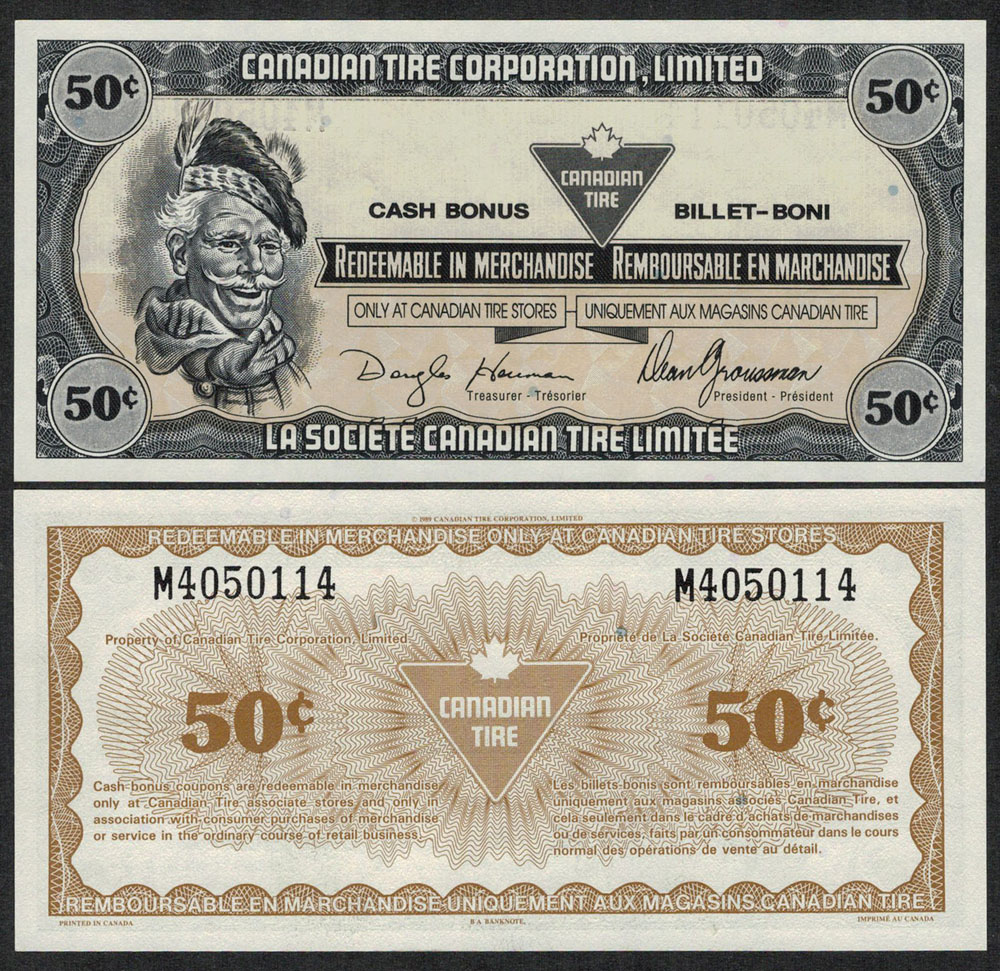 50¢
CANADIAN TIRE CORPORATION, LIMITED
50¢
CANADIAN
TIRE
CASH BONUS
BILLET-BONI
REDEEMABLE IN MERCHANDISE REMBOURSABLE EN MARCHANDISE
ONLY AT CANADIAN TIRE STORES
UNIQUEMENT AUX MAGASINS CANADIAN TIRE
Douglas Houman
Dean Groussman
Treasurer - Trésorier
President - Président
50¢
50¢
LA SOCIÉTÉ CANADIAN TIRE LIMITÉE
© 1989 CANADIAN TIRE CORPORATION, LIMITED
REDEEMABLE IN MERCHANDISE ONLY AT CANADIAN TIRE STORES
M4050114
M4050114
Property of Canadian Tire Corporation, Limited
Propriété de La Société Canadian Tire Limitée.
50¢
CANADIAN
TIRE
50¢
Cash bonus coupons are redeemable in merchandise
only at Canadian Tire associate stores and only in
association with consumer purchases of merchandise
or service in the ordinary course of retail business.
Les billets-bonis sont remboursables en marchandise
uniquement aux magasins associés Canadian Tire, et
cela seulement dans le cadre d'achats de marchandises
ou de services, faits par un consommateur dans le cours
normal des opérations de vente au détail.
REMBOURSABLE EN MARCHANDISE UNIQUEMENT AUX MAGASINS CANADIAN TIRE
PRINTED IN CANADA
B A BANKNOTE.
IMPRIMÉ AU CANADA